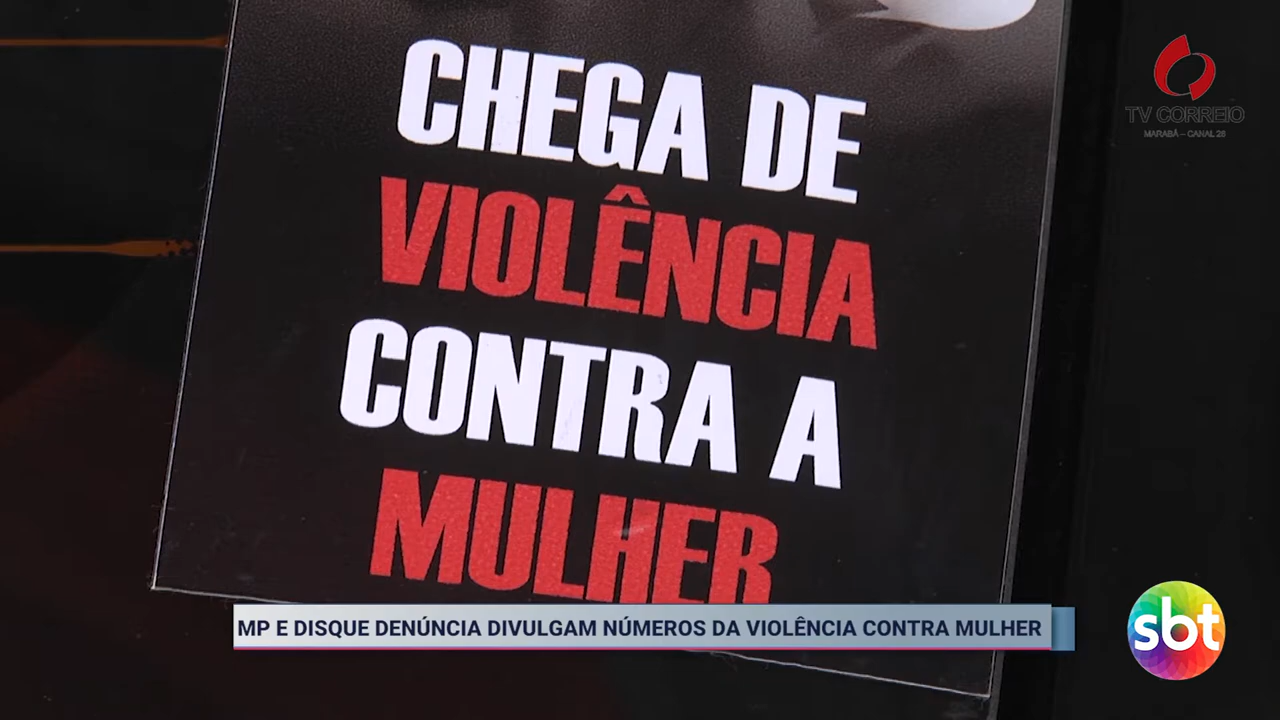 CHEGA DE
VIOLÊNCIA
CONTRA A
MULHER
TV CORREIO
MARABÁ – CANAL 28
MP E DISQUE DENÚNCIA DIVULGAM NÚMEROS DA VIOLÊNCIA CONTRA MULHER
sbt